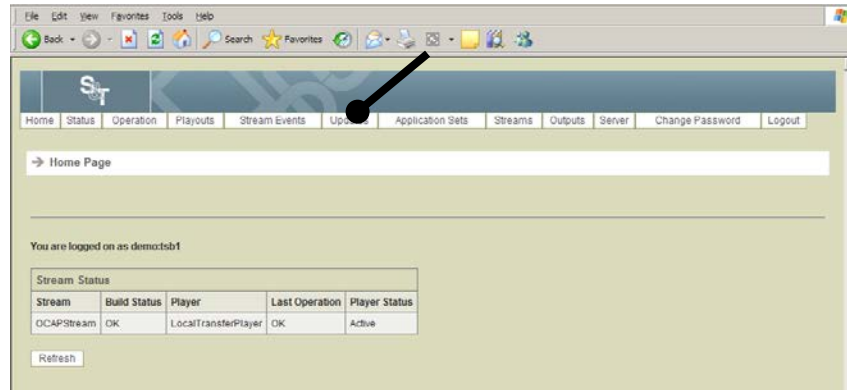 File Edit View Favorites Tools Help
Back Search Favorites
S&T
Home Status Operation Playouts Stream Events Updates Application Sets Streams Outputs Server Change Password Logout
Home Page
You are logged on as demo:tsb1
Stream Status
Stream Build Status Player Last Operation Player Status
OCAPStream OK LocalTransferPlayer OK Active
Refresh